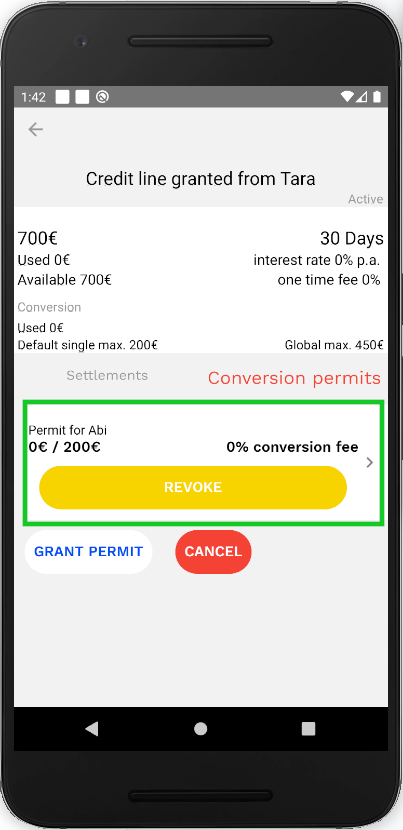 1:42
Credit line granted from Tara
Active
700€ 30 Days
Used 0€ interest rate 0% p.a.
Available 700€ one time fee 0%
Conversion
Used 0€
Default single max. 200€ Global max. 450€
Settlements Conversion permits
Permit for Abi
0€ / 200€ 0% conversion fee
REVOKE
GRANT PERMIT CANCEL